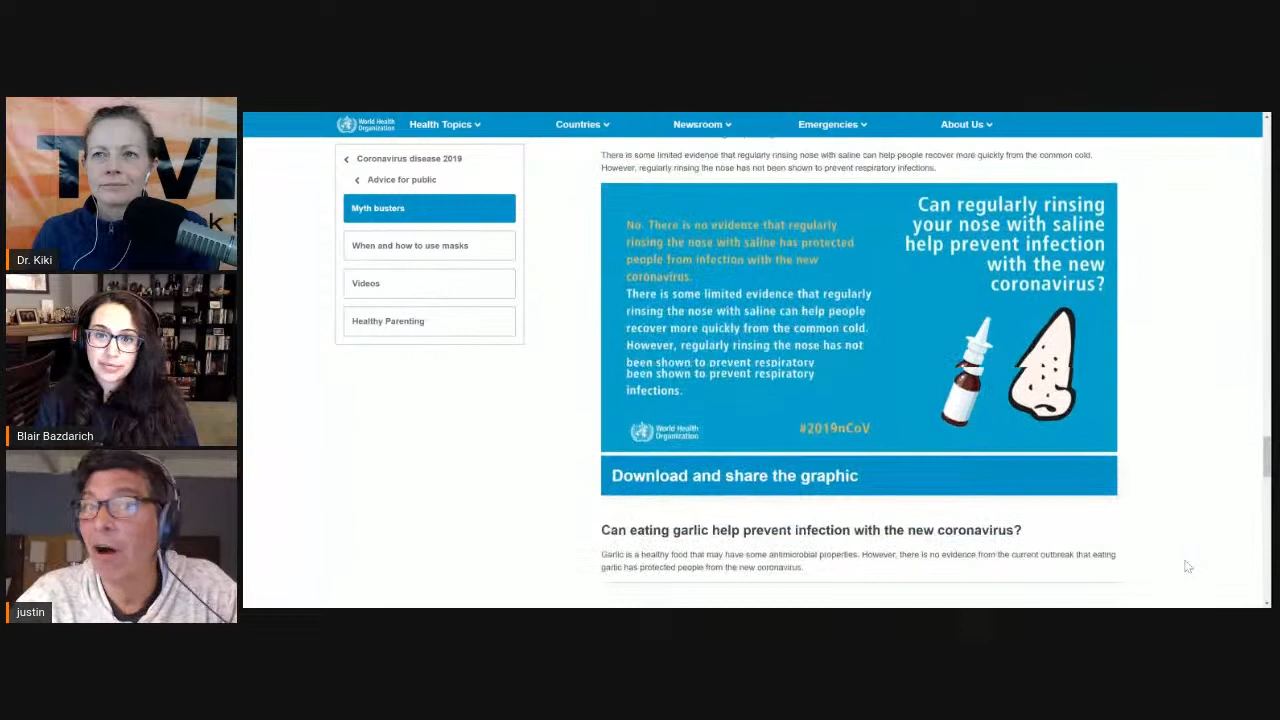 World Health
Organization
Health Topics
Countries
Newsroom
Emergencies
About Us
Coronavirus disease 2019
Advice for public
Myth busters
When and how to use masks
Videos
Healthy Parenting
There is some limited evidence that regularly rinsing nose with saline can help people recover more quickly from the common cold.
However, regularly rinsing the nose has not been shown to prevent respiratory infections.
No. There is no evidence that regularly
rinsing the nose with saline has protected
people from infection with the new
coronavirus.
There is some limited evidence that regularly
rinsing the nose with saline can help people
recover more quickly from the common cold.
However, regularly rinsing the nose has not
been shown to prevent respiratory
been shown to prevent respiratory
infections.
World Health
Organization
#2019nCoV
Can regularly rinsing
your nose with saline
help prevent infection
with the new
coronavirus?
Download and share the graphic
Can eating garlic help prevent infection with the new coronavirus?
Garlic is a healthy food that may have some antimicrobial properties. However, there is no evidence from the current outbreak that eating
garlic has protected people from the new coronavirus.
Dr. Kiki
Blair Bazdarich
justin